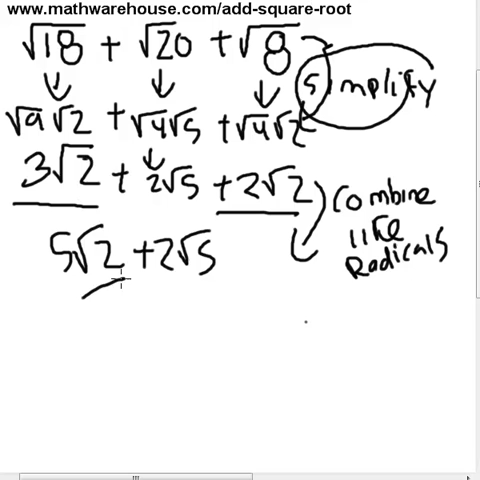 www.mathwarehouse.com/add-square-root
√18 + √20 + √8
simplify
√9√2 + √4√5 + √4√2
3√2 + 2√5 + 2√2
combine
like
Radicals
5√2 + 2√5